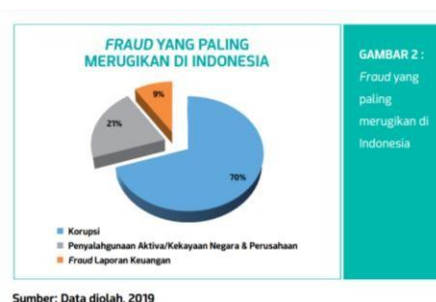 FRAUD YANG PALING
MERUGIKAN DI INDONESIA
9%
21%
70%
Korupsi
Penyalahgunaan Aktiva/Kekayaan Negara & Perusahaan
Fraud Laporan Keuangan
GAMBAR 2 :
Fraud yang
paling
merugikan di
Indonesia
Sumber: Data diolah, 2019